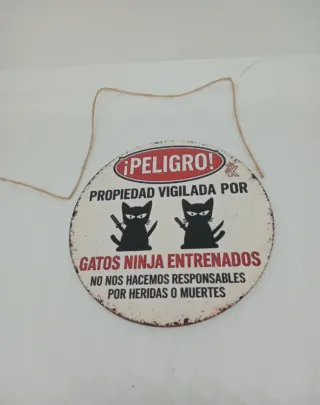 ¡PELIGRO!
PROPIEDAD VIGILADA POR
GATOS NINJA ENTRENADOS
NO NOS HACEMOS RESPONSABLES
POR HERIDAS O MUERTES